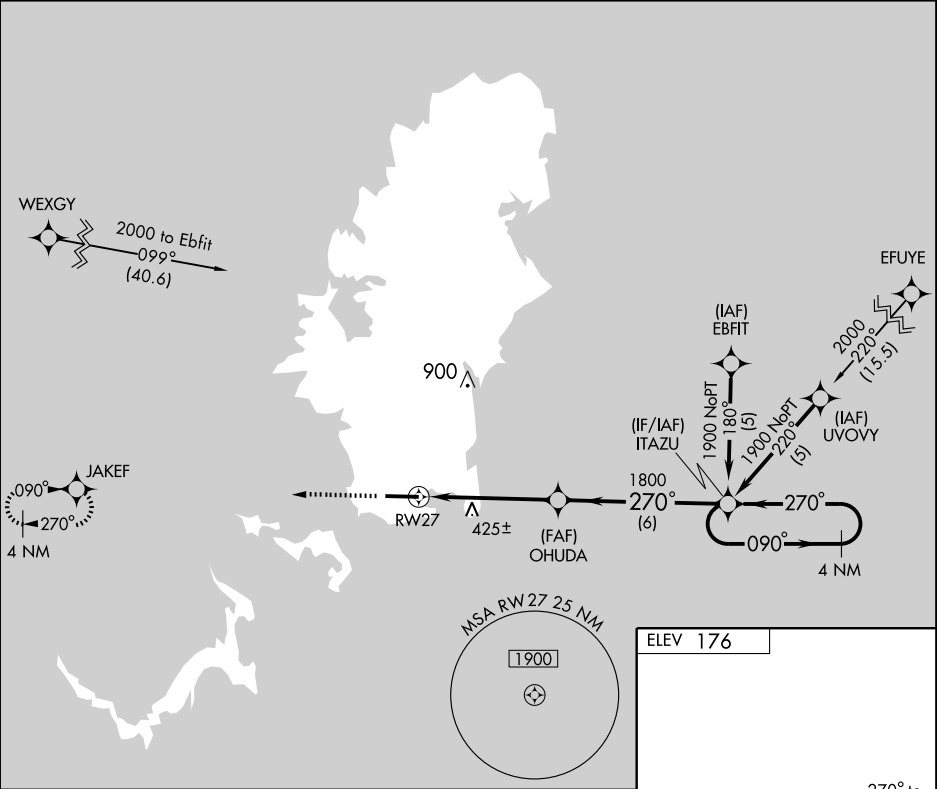 WEXGY
2000 to Ebfit
099°
(40.6)
EFUYE
2000
220°
(15.5)
(IAF)
EBFIT
1900 NoPT
180°
(5)
1900 NoPT
220°
(5)
(IAF)
UVOVY
900
(IF/IAF)
ITAZU
JAKEF
090°
270°
4 NM
RW27
425±
(FAF)
OHUDA
1800
270°
(6)
270°
090°
4 NM
MSA RW27 25 NM
1900
ELEV 176
270° to